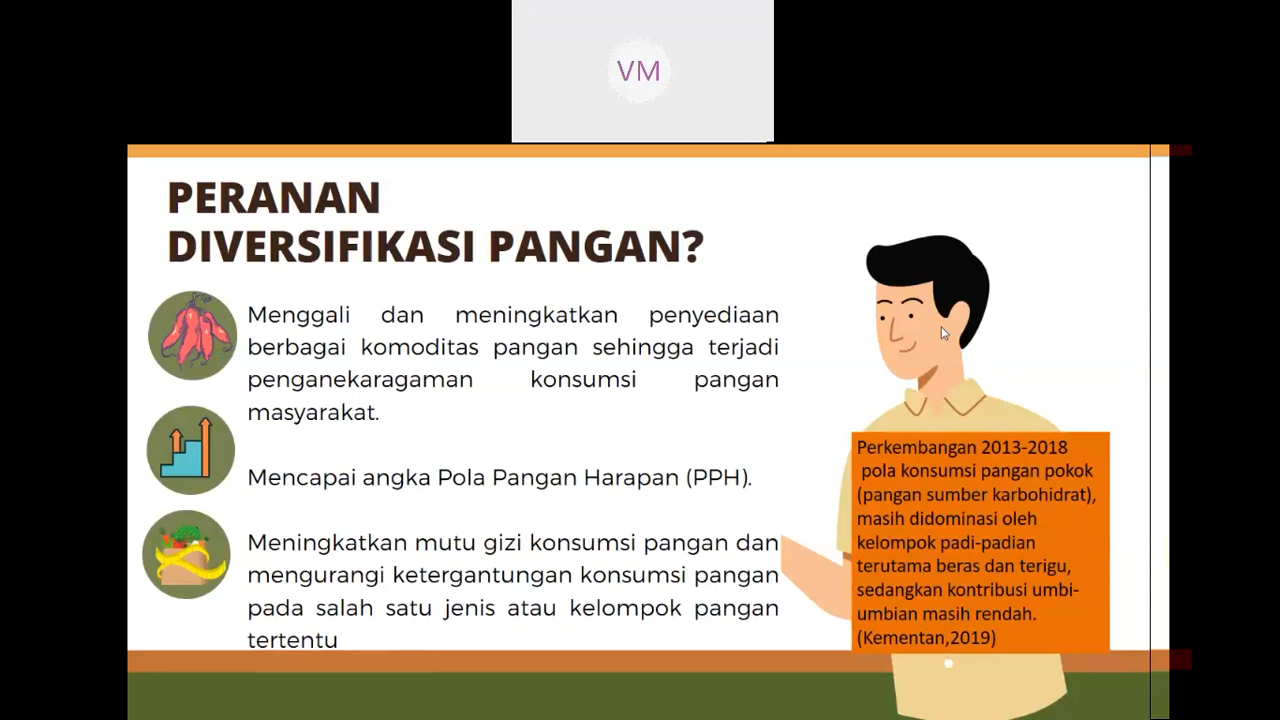 VM
PERANAN
DIVERSIFIKASI PANGAN?
Menggali dan meningkatkan penyediaan
berbagai komoditas pangan sehingga terjadi
penganekaragaman konsumsi pangan
masyarakat.
Mencapai angka Pola Pangan Harapan (PPH).
Meningkatkan mutu gizi konsumsi pangan dan
mengurangi ketergantungan konsumsi pangan
pada salah satu jenis atau kelompok pangan
tertentu
Perkembangan 2013-2018
pola konsumsi pangan pokok
(pangan sumber karbohidrat),
masih didominasi oleh
kelompok padi-padian
terutama beras dan terigu,
sedangkan kontribusi umbi-
umbian masih rendah.
(Kementan,2019)